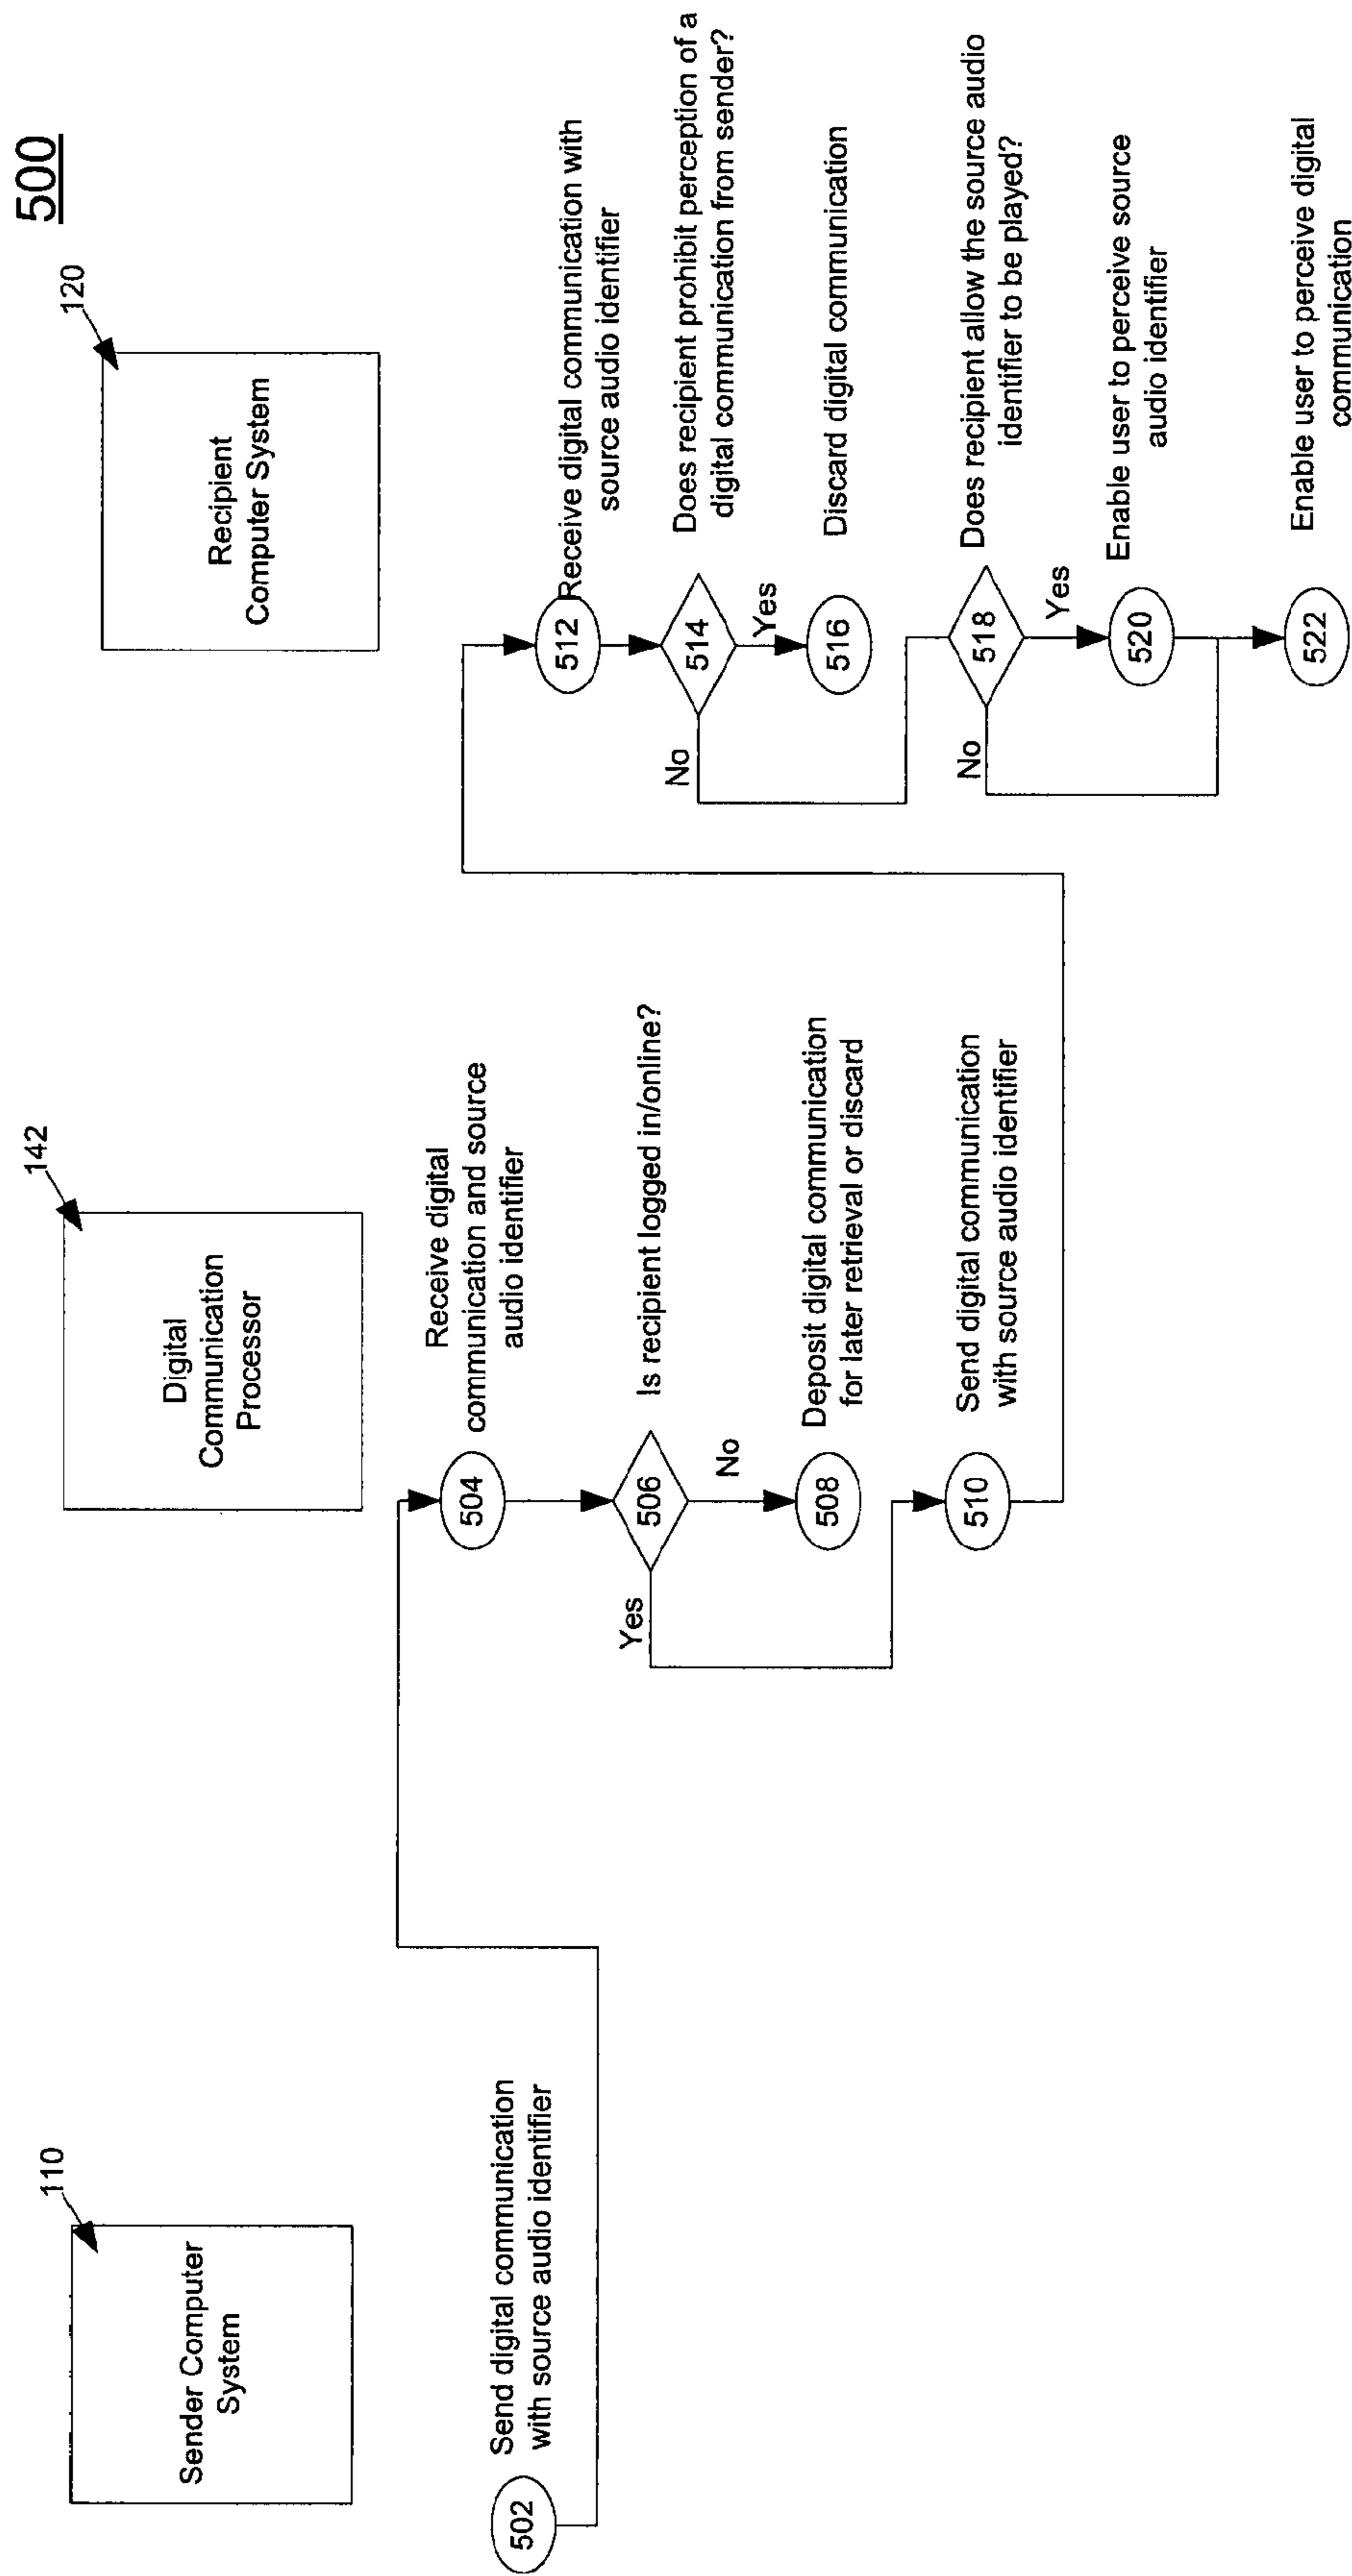 500
110
Sender Computer
System
142
Digital
Communication
Processor
120
Recipient
Computer System
502
Send digital communication
with source audio identifier
504
Receive digital
communication and source
audio identifier
506
Is recipient logged in/online?
Yes
No
508
Deposit digital communication
for later retrieval or discard
510
Send digital communication
with source audio identifier
512
Receive digital communication with
source audio identifier
514
Does recipient prohibit perception of a
digital communication from sender?
No
Yes
516
Discard digital communication
518
Does recipient allow the source audio
identifier to be played?
No
Yes
520
Enable user to perceive source
audio identifier
522
Enable user to perceive digital
communication